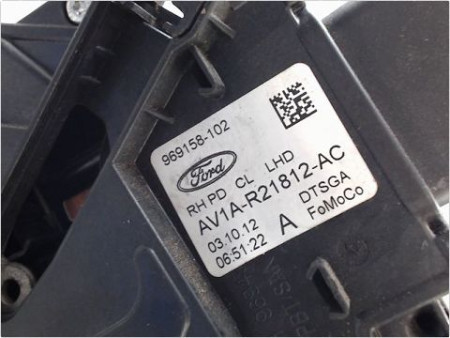 969158-102
Ford
RH PD CL LHD
AV1A-R21812-AC
03.10.12 A DTSGA
06:51:22 FoMoCo